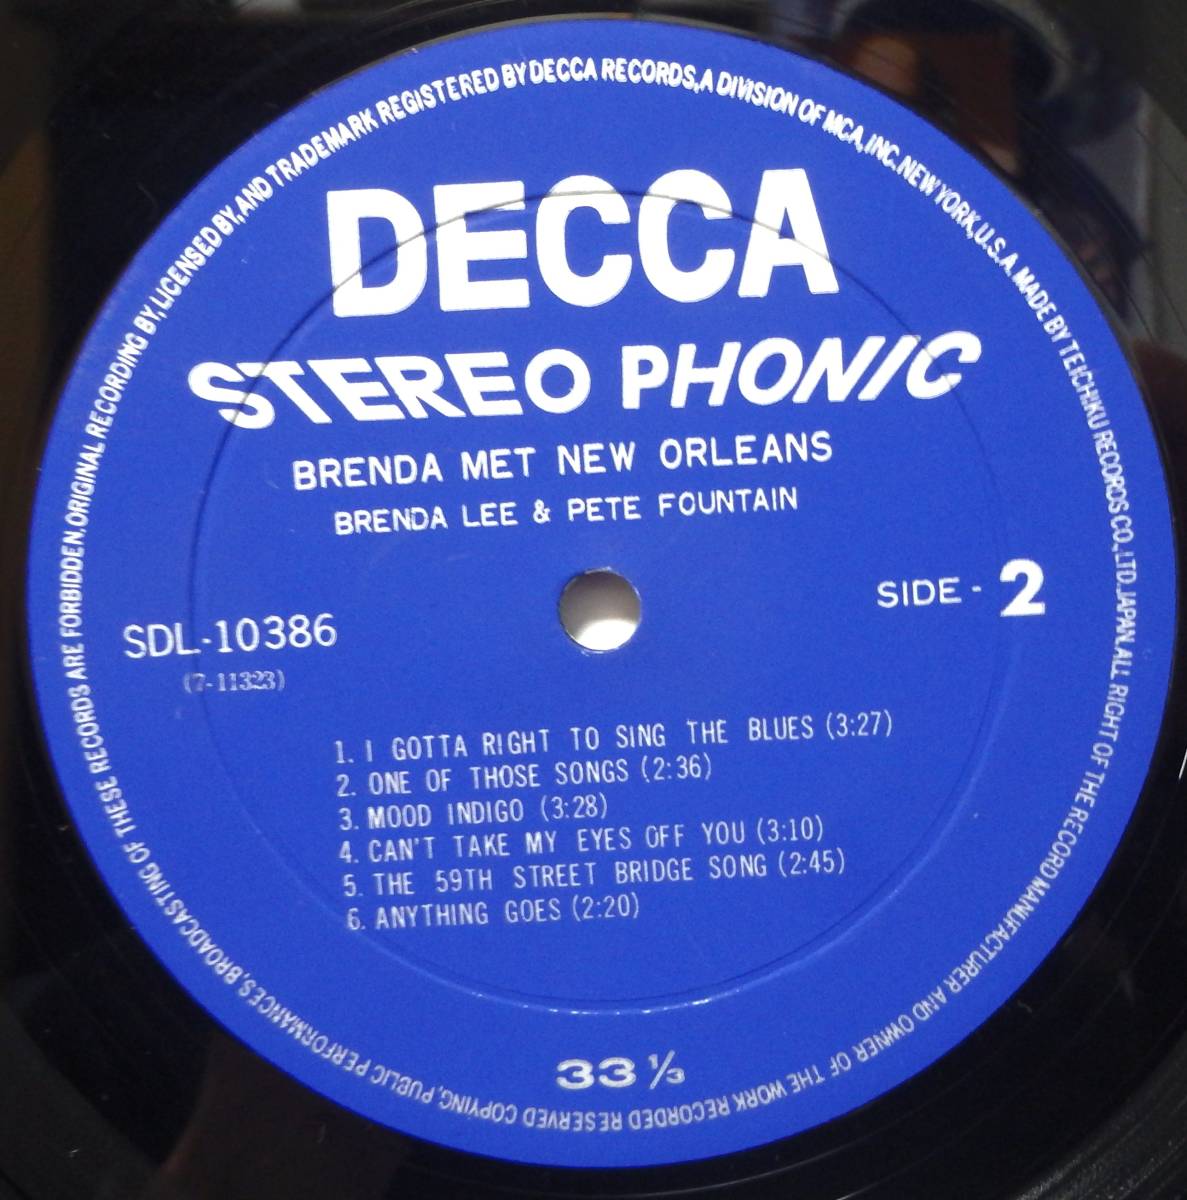 DECCA
STEREO PHONIC
BRENDA MET NEW ORLEANS
BRENDA LEE & PETE FOUNTAIN
SIDE - 2
SDL-10386
(7-11323)
1. I GOTTA RIGHT TO SING THE BLUES (3:27)
2. ONE OF THOSE SONGS (2:36)
3. MOOD INDIGO (3:28)
4. CAN'T TAKE MY EYES OFF YOU (3:10)
5. THE 59TH STREET BRIDGE SONG (2:45)
6. ANYTHING GOES (2:20)
33 ⅓
COPYING, PUBLIC PERFORMANCES, BROADCASTING OF THESE RECORDS ARE FORBIDDEN, ORIGINAL RECORDING BY, LICENSED BY, AND TRADEMARK REGISTERED BY DECCA RECORDS, A DIVISION OF MCA, INC. NEW YORK, U.S.A. MADE BY TEICHIKU RECORDS CO., LTD. JAPAN. ALL RIGHT OF THE RECORD MANUFACTURER AND OWNER OF THE WORK RECORDED RESERVED